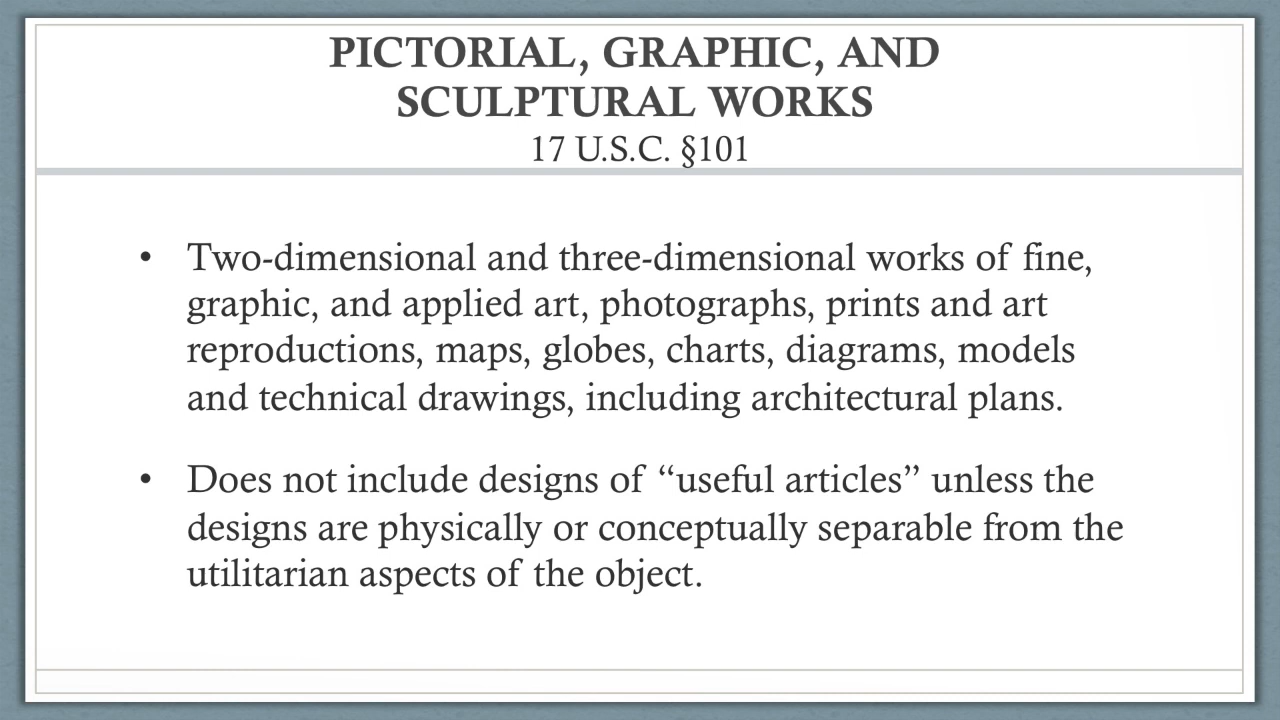 PICTORIAL, GRAPHIC, AND
SCULPTURAL WORKS
17 U.S.C. §101
• Two-dimensional and three-dimensional works of fine,
graphic, and applied art, photographs, prints and art
reproductions, maps, globes, charts, diagrams, models
and technical drawings, including architectural plans.
• Does not include designs of “useful articles” unless the
designs are physically or conceptually separable from the
utilitarian aspects of the object.